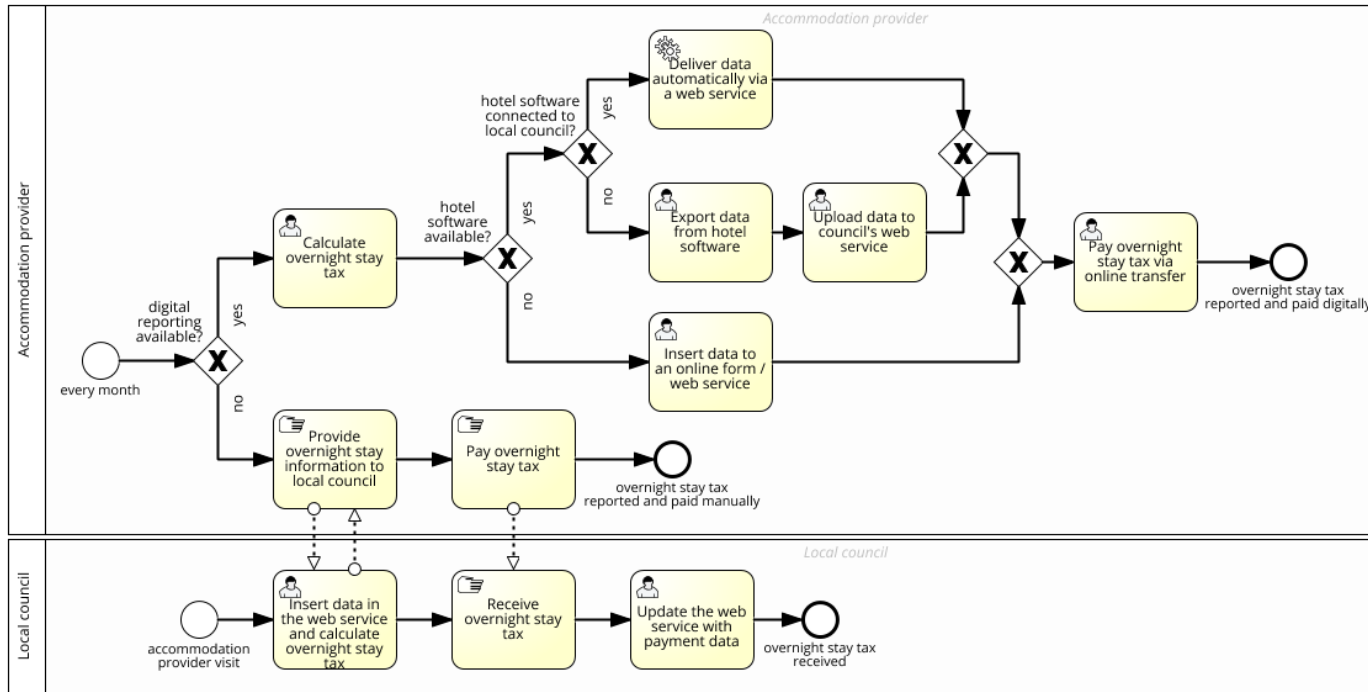 Accommodation provider
Accommodation provider
Deliver data
automatically via
a web service
hotel software
connected to
local council?
yes
no
Export data
from hotel
software
Upload data to
council's web
service
hotel
software
available?
yes
no
Calculate
overnight stay
tax
Pay overnight
stay tax via
online transfer
overnight stay tax
reported and paid digitally
digital
reporting
available?
yes
no
every month
Insert data to
an online form /
web service
Provide
overnight stay
information to
local council
Pay overnight
stay tax
overnight stay tax
reported and paid manually
Local council
Local council
accommodation
provider visit
Insert data in
the web service
and calculate
overnight stay
tax
Receive
overnight stay
tax
Update the web
service with
payment data
overnight stay tax
received